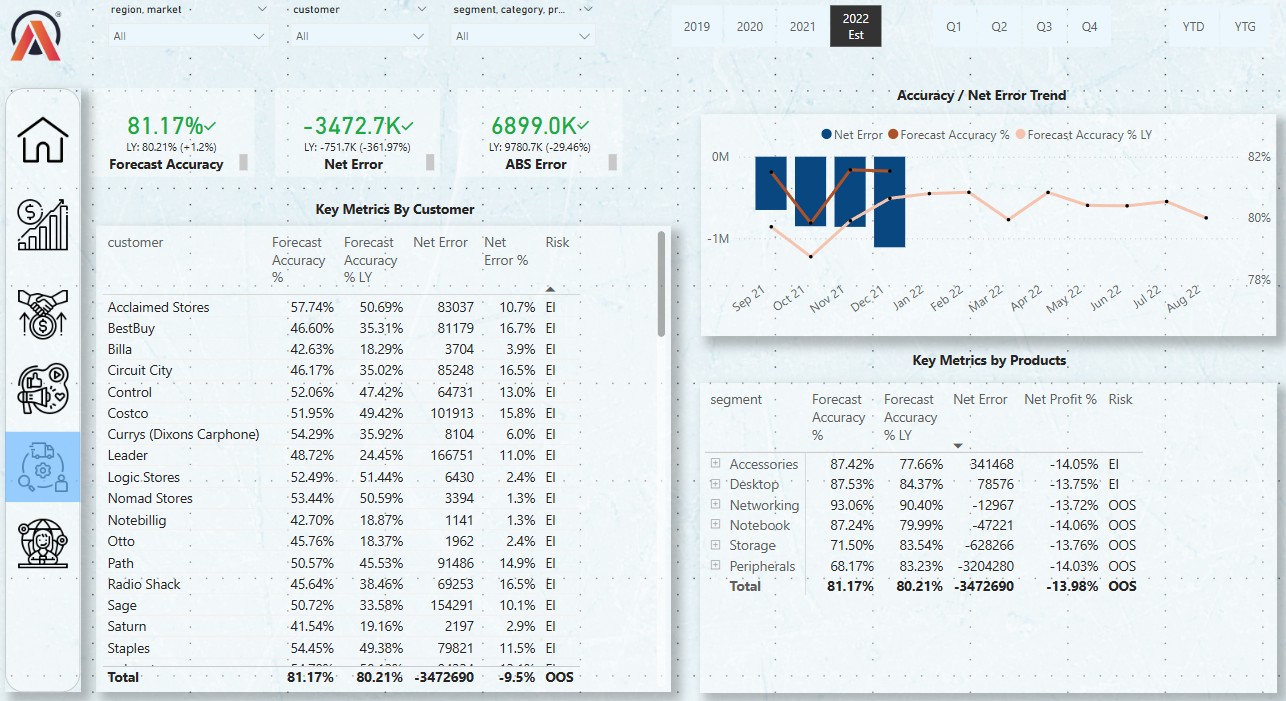 region, market
customer
segment, category, pr...
All
All
All
2019
2020
2021
2022
Est
Q1
Q2
Q3
Q4
YTD
YTG
81.17%
LY: 80.21% (+1.2%)
Forecast Accuracy
-3472.7K
LY: -751.7K (-361.97%)
Net Error
6899.0K
LY: 9780.7K (-29.46%)
ABS Error
Accuracy / Net Error Trend
Net Error
Forecast Accuracy %
Forecast Accuracy % LY
0M
-1M
82%
80%
78%
Sep 21
Oct 21
Nov 21
Dec 21
Jan 22
Feb 22
Mar 22
Apr 22
May 22
Jun 22
Jul 22
Aug 22
Key Metrics By Customer
customer Forecast Accuracy % Forecast Accuracy % LY Net Error Net Error % Risk
Acclaimed Stores 57.74% 50.69% 83037 10.7% EI
BestBuy 46.60% 35.31% 81179 16.7% EI
Billa 42.63% 18.29% 3704 3.9% EI
Circuit City 46.17% 35.02% 85248 16.5% EI
Control 52.06% 47.42% 64731 13.0% EI
Costco 51.95% 49.42% 101913 15.8% EI
Currys (Dixons Carphone) 54.29% 35.92% 8104 6.0% EI
Leader 48.72% 24.45% 166751 11.0% EI
Logic Stores 52.49% 51.44% 6430 2.4% EI
Nomad Stores 53.44% 50.59% 3394 1.3% EI
Notebillig 42.70% 18.87% 1141 1.3% EI
Otto 45.76% 18.37% 1962 2.4% EI
Path 50.57% 45.53% 91486 14.9% EI
Radio Shack 45.64% 38.46% 69253 16.5% EI
Sage 50.72% 33.58% 154291 10.1% EI
Saturn 41.54% 19.16% 2197 2.9% EI
Staples 54.45% 49.38% 79821 11.5% EI
Total 81.17% 80.21% -3472690 -9.5% OOS
Key Metrics by Products
segment Forecast Accuracy % Forecast Accuracy % LY Net Error Net Profit % Risk
Accessories 87.42% 77.66% 341468 -14.05% EI
Desktop 87.53% 84.37% 78576 -13.75% EI
Networking 93.06% 90.40% -12967 -13.72% OOS
Notebook 87.24% 79.99% -47221 -14.06% OOS
Storage 71.50% 83.54% -628266 -13.76% OOS
Peripherals 68.17% 83.23% -3204280 -14.03% OOS
Total 81.17% 80.21% -3472690 -13.98% OOS